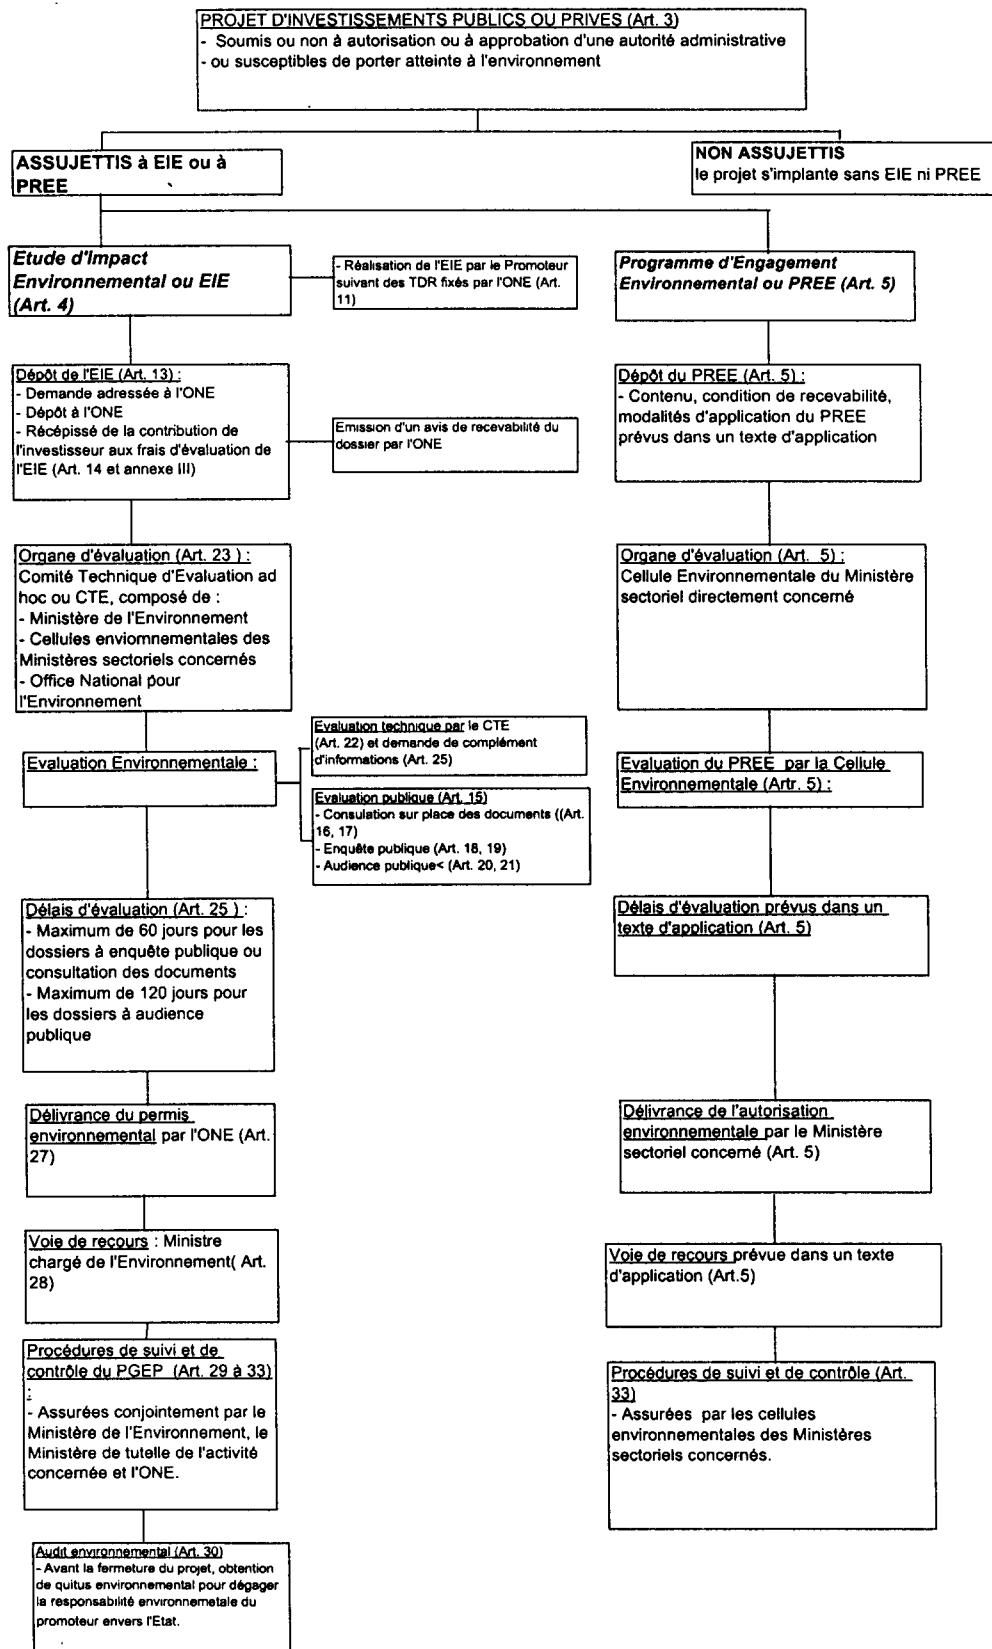 PROJET D'INVESTISSEMENTS PUBLICS OU PRIVES (Art. 3)
- Soumis ou non à autorisation ou à approbation d'une autorité administrative
- ou susceptibles de porter atteinte à l'environnement
ASSUJETTIS à EIE ou à
PREE
NON ASSUJETTIS
le projet s'implante sans EIE ni PREE
Etude d'Impact
Environnemental ou EIE
(Art. 4)
- Réalisation de l'EIE par le Promoteur
suivant des TDR fixés par l'ONE (Art.
11)
Programme d'Engagement
Environnemental ou PREE (Art. 5)
Dépôt de l'EIE (Art. 13) :
- Demande adressée à l'ONE
- Dépôt à l'ONE
- Récépissé de la contribution de
l'investisseur aux frais d'évaluation de
l'EIE (Art. 14 et annexe III)
Emission d'un avis de recevabilité du
dossier par l'ONE
Dépôt du PREE (Art. 5) :
- Contenu, condition de recevabilité,
modalités d'application du PREE
prévus dans un texte d'application
Organe d'évaluation (Art. 23 ) :
Comité Technique d'Evaluation ad
hoc ou CTE, composé de :
- Ministère de l'Environnement
- Cellules enviomnementales des
Ministères sectoriels concernés
- Office National pour
l'Environnement
Organe d'évaluation (Art. 5) :
Cellule Environnementale du Ministère
sectoriel directement concerné
Evaluation Environnementale :
Evaluation technique par le CTE
(Art. 22) et demande de complément
d'informations (Art. 25)
Evaluation publique (Art. 15)
- Consulation sur place des documents ((Art.
16, 17)
- Enquête publique (Art. 18, 19)
- Audience publique< (Art. 20, 21)
Evaluation du PREE par la Cellule
Environnementale (Artr. 5) :
Délais d'évaluation (Art. 25 ) :
- Maximum de 60 jours pour les
dossiers à enquête publique ou
consultation des documents
- Maximum de 120 jours pour
les dossiers à audience
publique
Délais d'évaluation prévus dans un
texte d'application (Art. 5)
Délivrance du permis
environnemental par l'ONE (Art.
27)
Délivrance de l'autorisation
environnementale par le Ministère
sectoriel concerné (Art. 5)
Voie de recours : Ministre
chargé de l'Environnement( Art.
28)
Voie de recours prévue dans un texte
d'application (Art.5)
Procédures de suivi et de
contrôle du PGEP (Art. 29 à 33)
:
- Assurées conjointement par le
Ministère de l'Environnement, le
Ministère de tutelle de l'activité
concernée et l'ONE.
Procédures de suivi et de contrôle (Art.
33)
- Assurées par les cellules
environnementales des Ministères
sectoriels concernés.
Audit environnemental (Art. 30)
- Avant la fermeture du projet, obtention
de quitus environnemental pour dégager
la responsabilité environnemetale du
promoteur envers l'Etat.